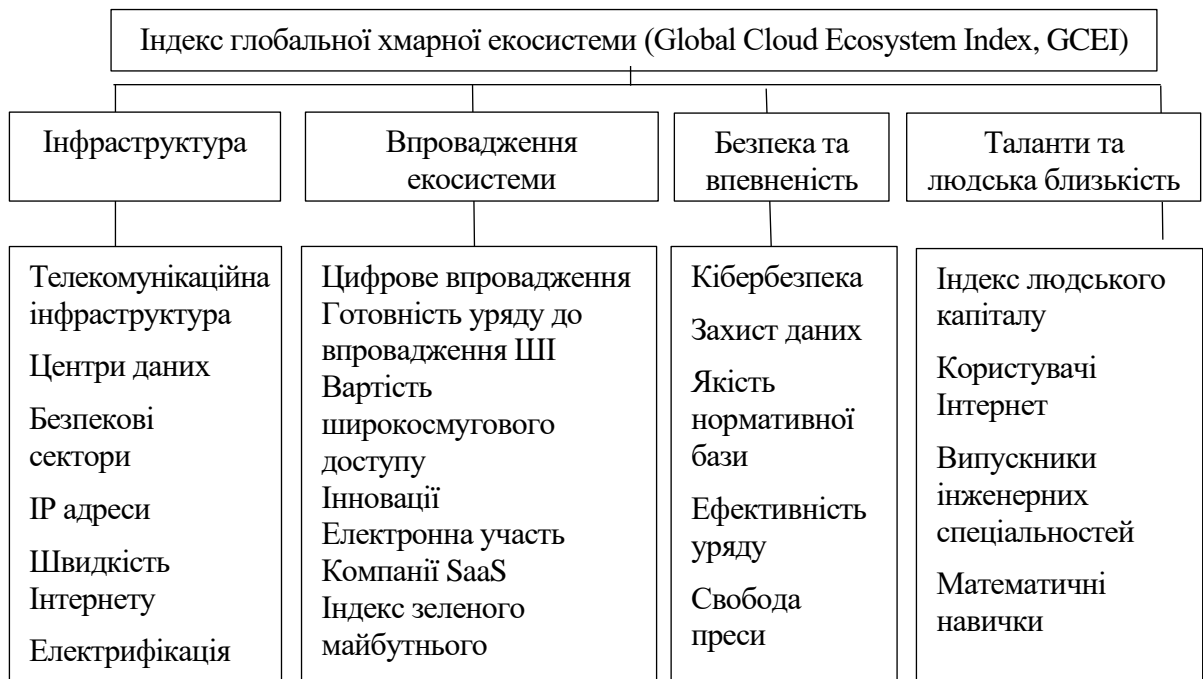 Індекс глобальної хмарної екосистеми (Global Cloud Ecosystem Index, GCEI)
Інфраструктура
Впровадження
екосистеми
Безпека та
впевненість
Таланти та
людська близькість
Телекомунікаційна
інфраструктура
Центри даних
Безпекові
сектори
IP адреси
Швидкість
Інтернету
Електрифікація
Цифрове впровадження
Готовність уряду до
впровадження ШІ
Вартість
широкосмугового
доступу
Інновації
Електронна участь
Компанії SaaS
Індекс зеленого
майбутнього
Кібербезпека
Захист даних
Якість
нормативної
бази
Ефективність
уряду
Свобода
преси
Індекс людського
капіталу
Користувачі
Інтернет
Випускники
інженерних
спеціальностей
Математичні
навички